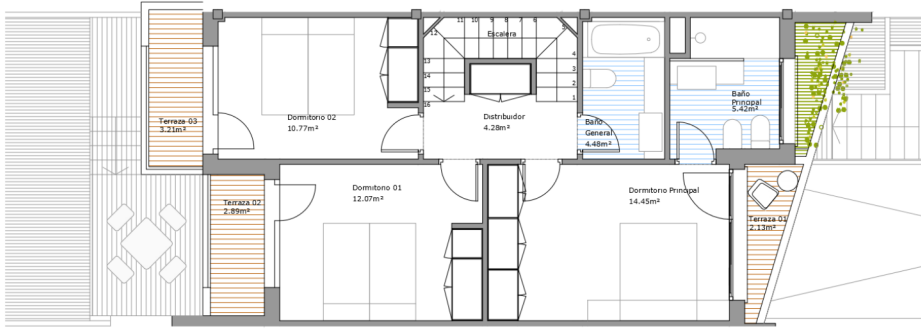 11 10 9 8 7 6
5
12
Escalera
4
13
3
14
2
15
1
16
Terraza 03
3.21m²
Dormitorio 02
10.77m²
Distribuidor
4.28m²
Baño
General
4.48m²
Baño
Principal
5.42m²
Terraza 02
2.89m²
Dormitorio 01
12.07m²
Dormitorio Principal
14.45m²
Terraza 01
2.13m²